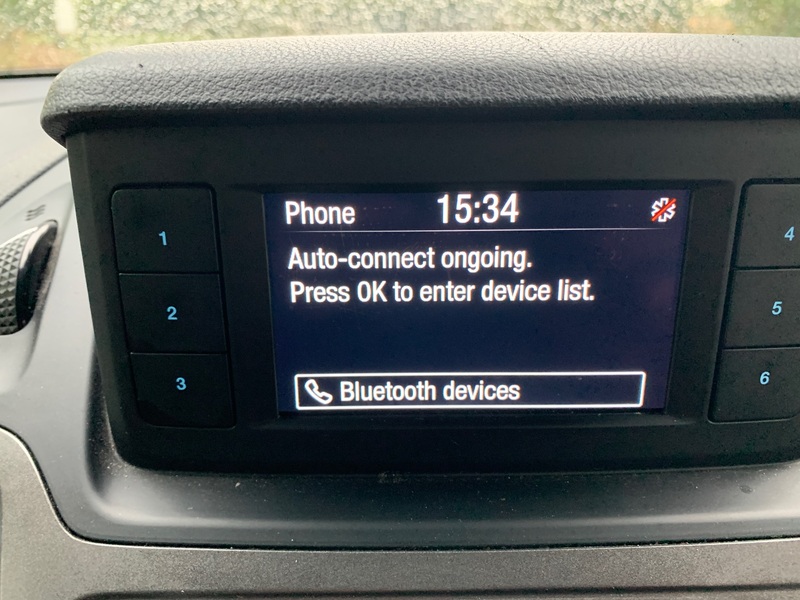 Phone 15:34
Auto-connect ongoing.
Press OK to enter device list.
Bluetooth devices
1
2
3
4
5
6